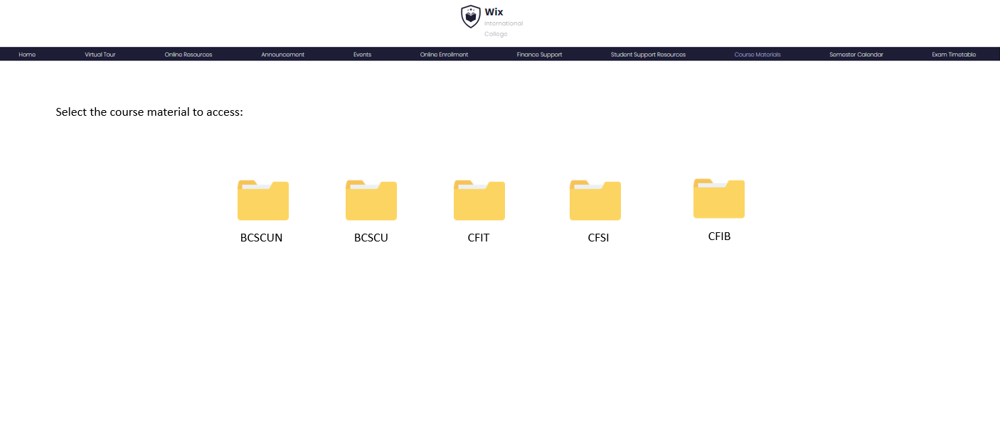 Wix
International
College
Home Virtual Tour Online Resources Announcement Events Online Enrollment Finance Support Student Support Resources Course Materials Semester Calendar Exam Timetable
Select the course material to access:
BCSCUN BCSCU CFIT CFSI CFIB